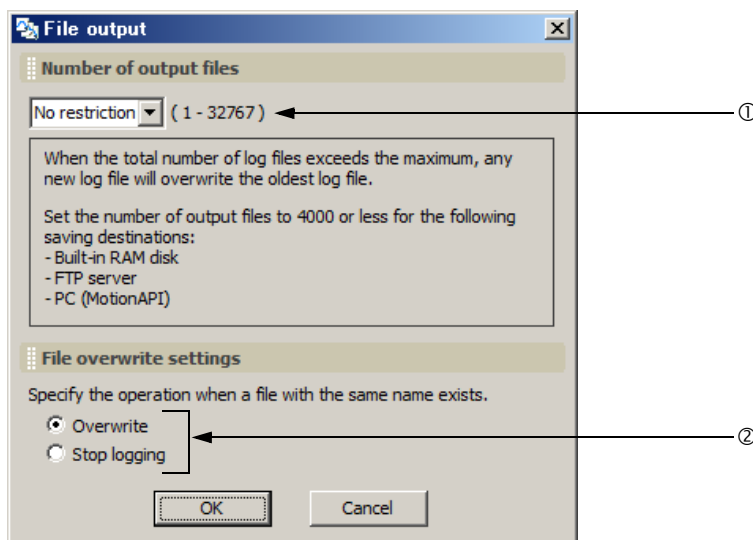 File output
Number of output files
No restriction ( 1 - 32767 ) ①
When the total number of log files exceeds the maximum, any
new log file will overwrite the oldest log file.
Set the number of output files to 4000 or less for the following
saving destinations:
- Built-in RAM disk
- FTP server
- PC (MotionAPI)
File overwrite settings
Specify the operation when a file with the same name exists.
Overwrite
②
Stop logging
OK Cancel